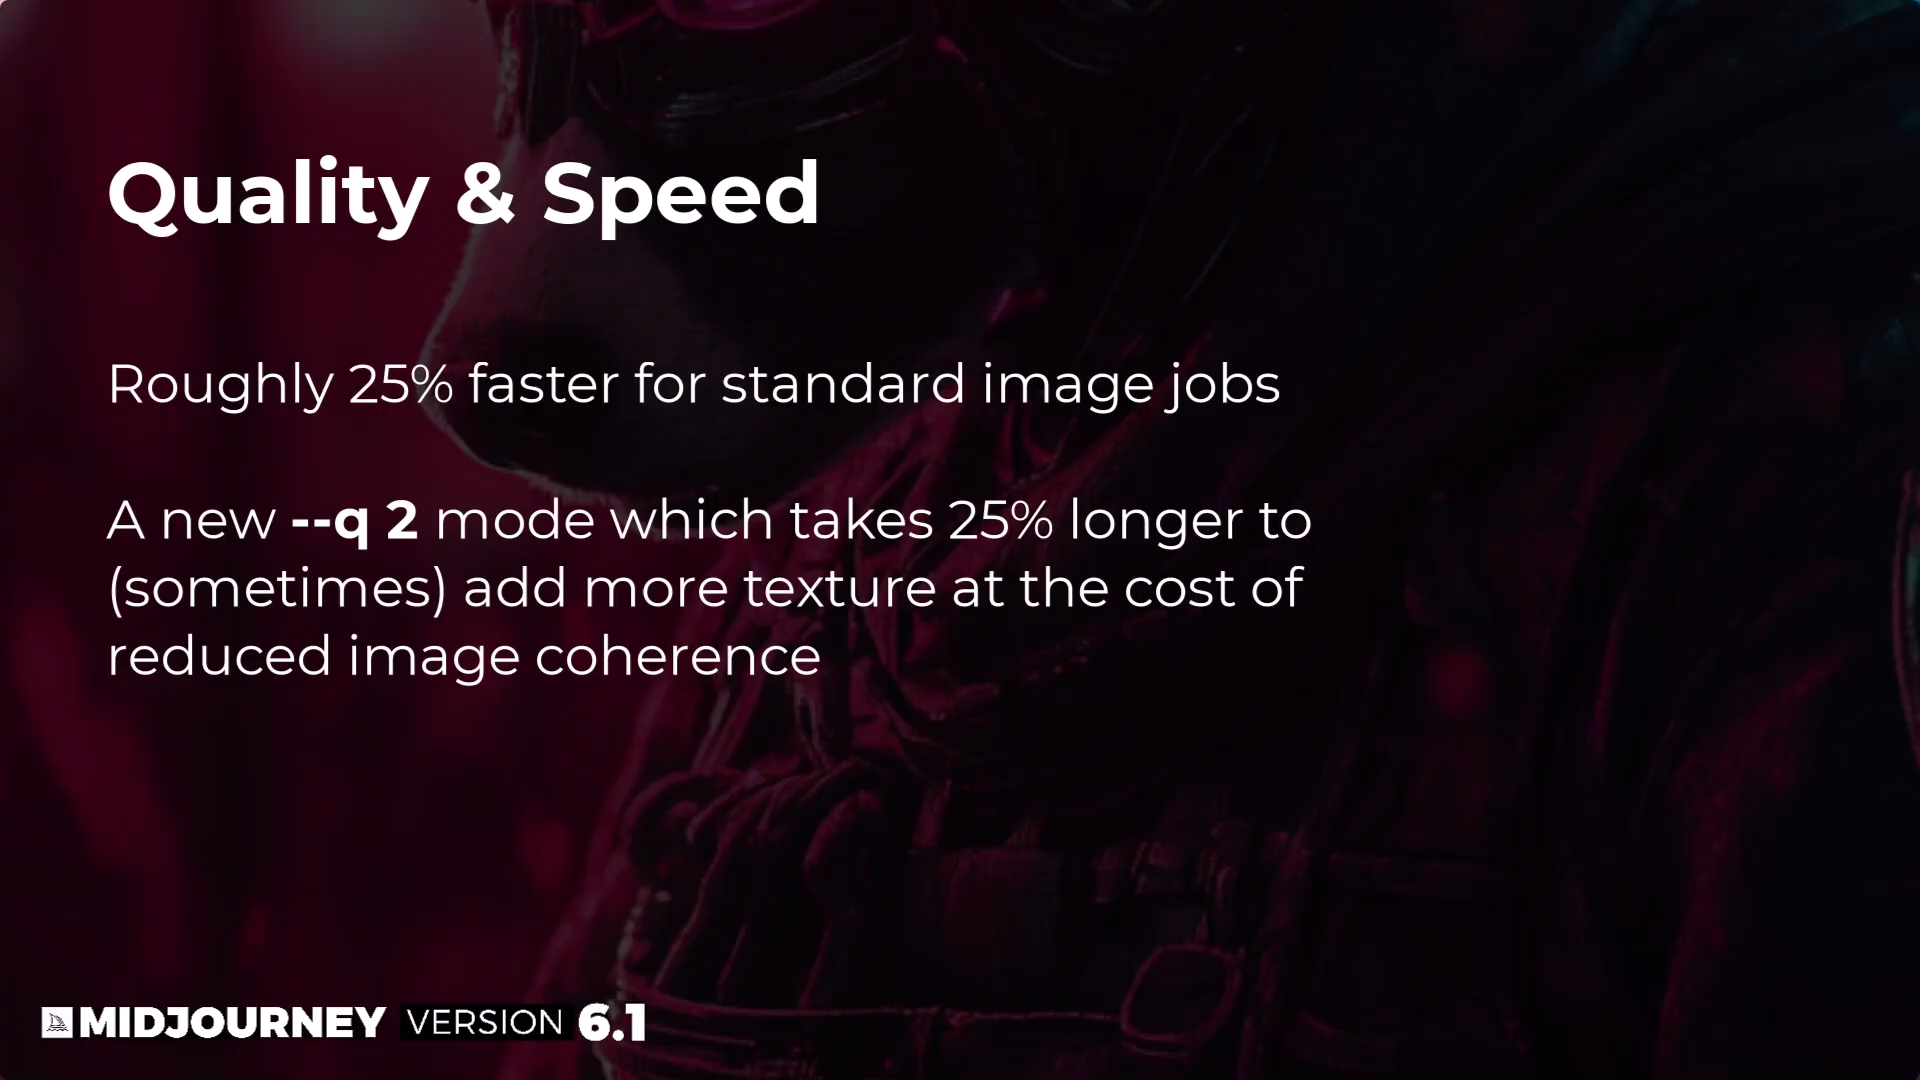 Quality & Speed
Roughly 25% faster for standard image jobs
A new --q 2 mode which takes 25% longer to
(sometimes) add more texture at the cost of
reduced image coherence
MIDJOURNEY VERSION 6.1